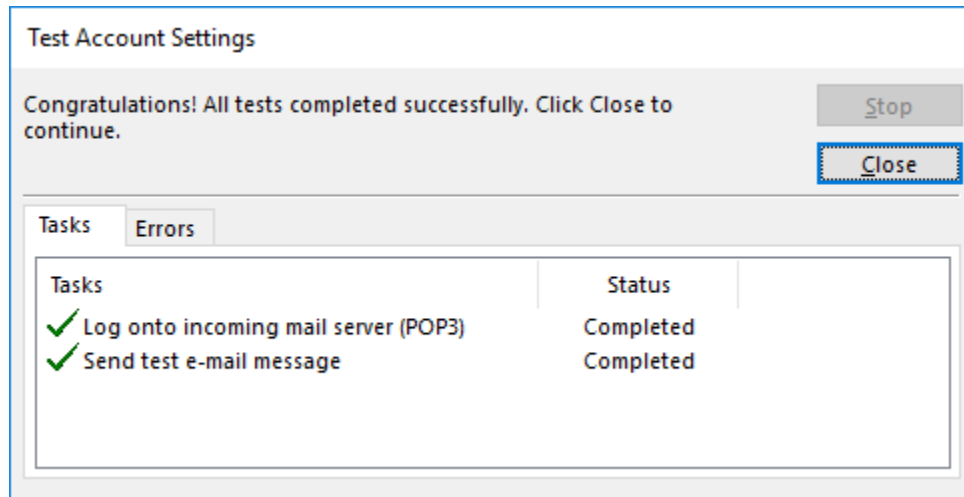 Test Account Settings
Congratulations! All tests completed successfully. Click Close to
continue.
Stop
Close
Tasks Errors
Tasks Status
Log onto incoming mail server (POP3) Completed
Send test e-mail message Completed